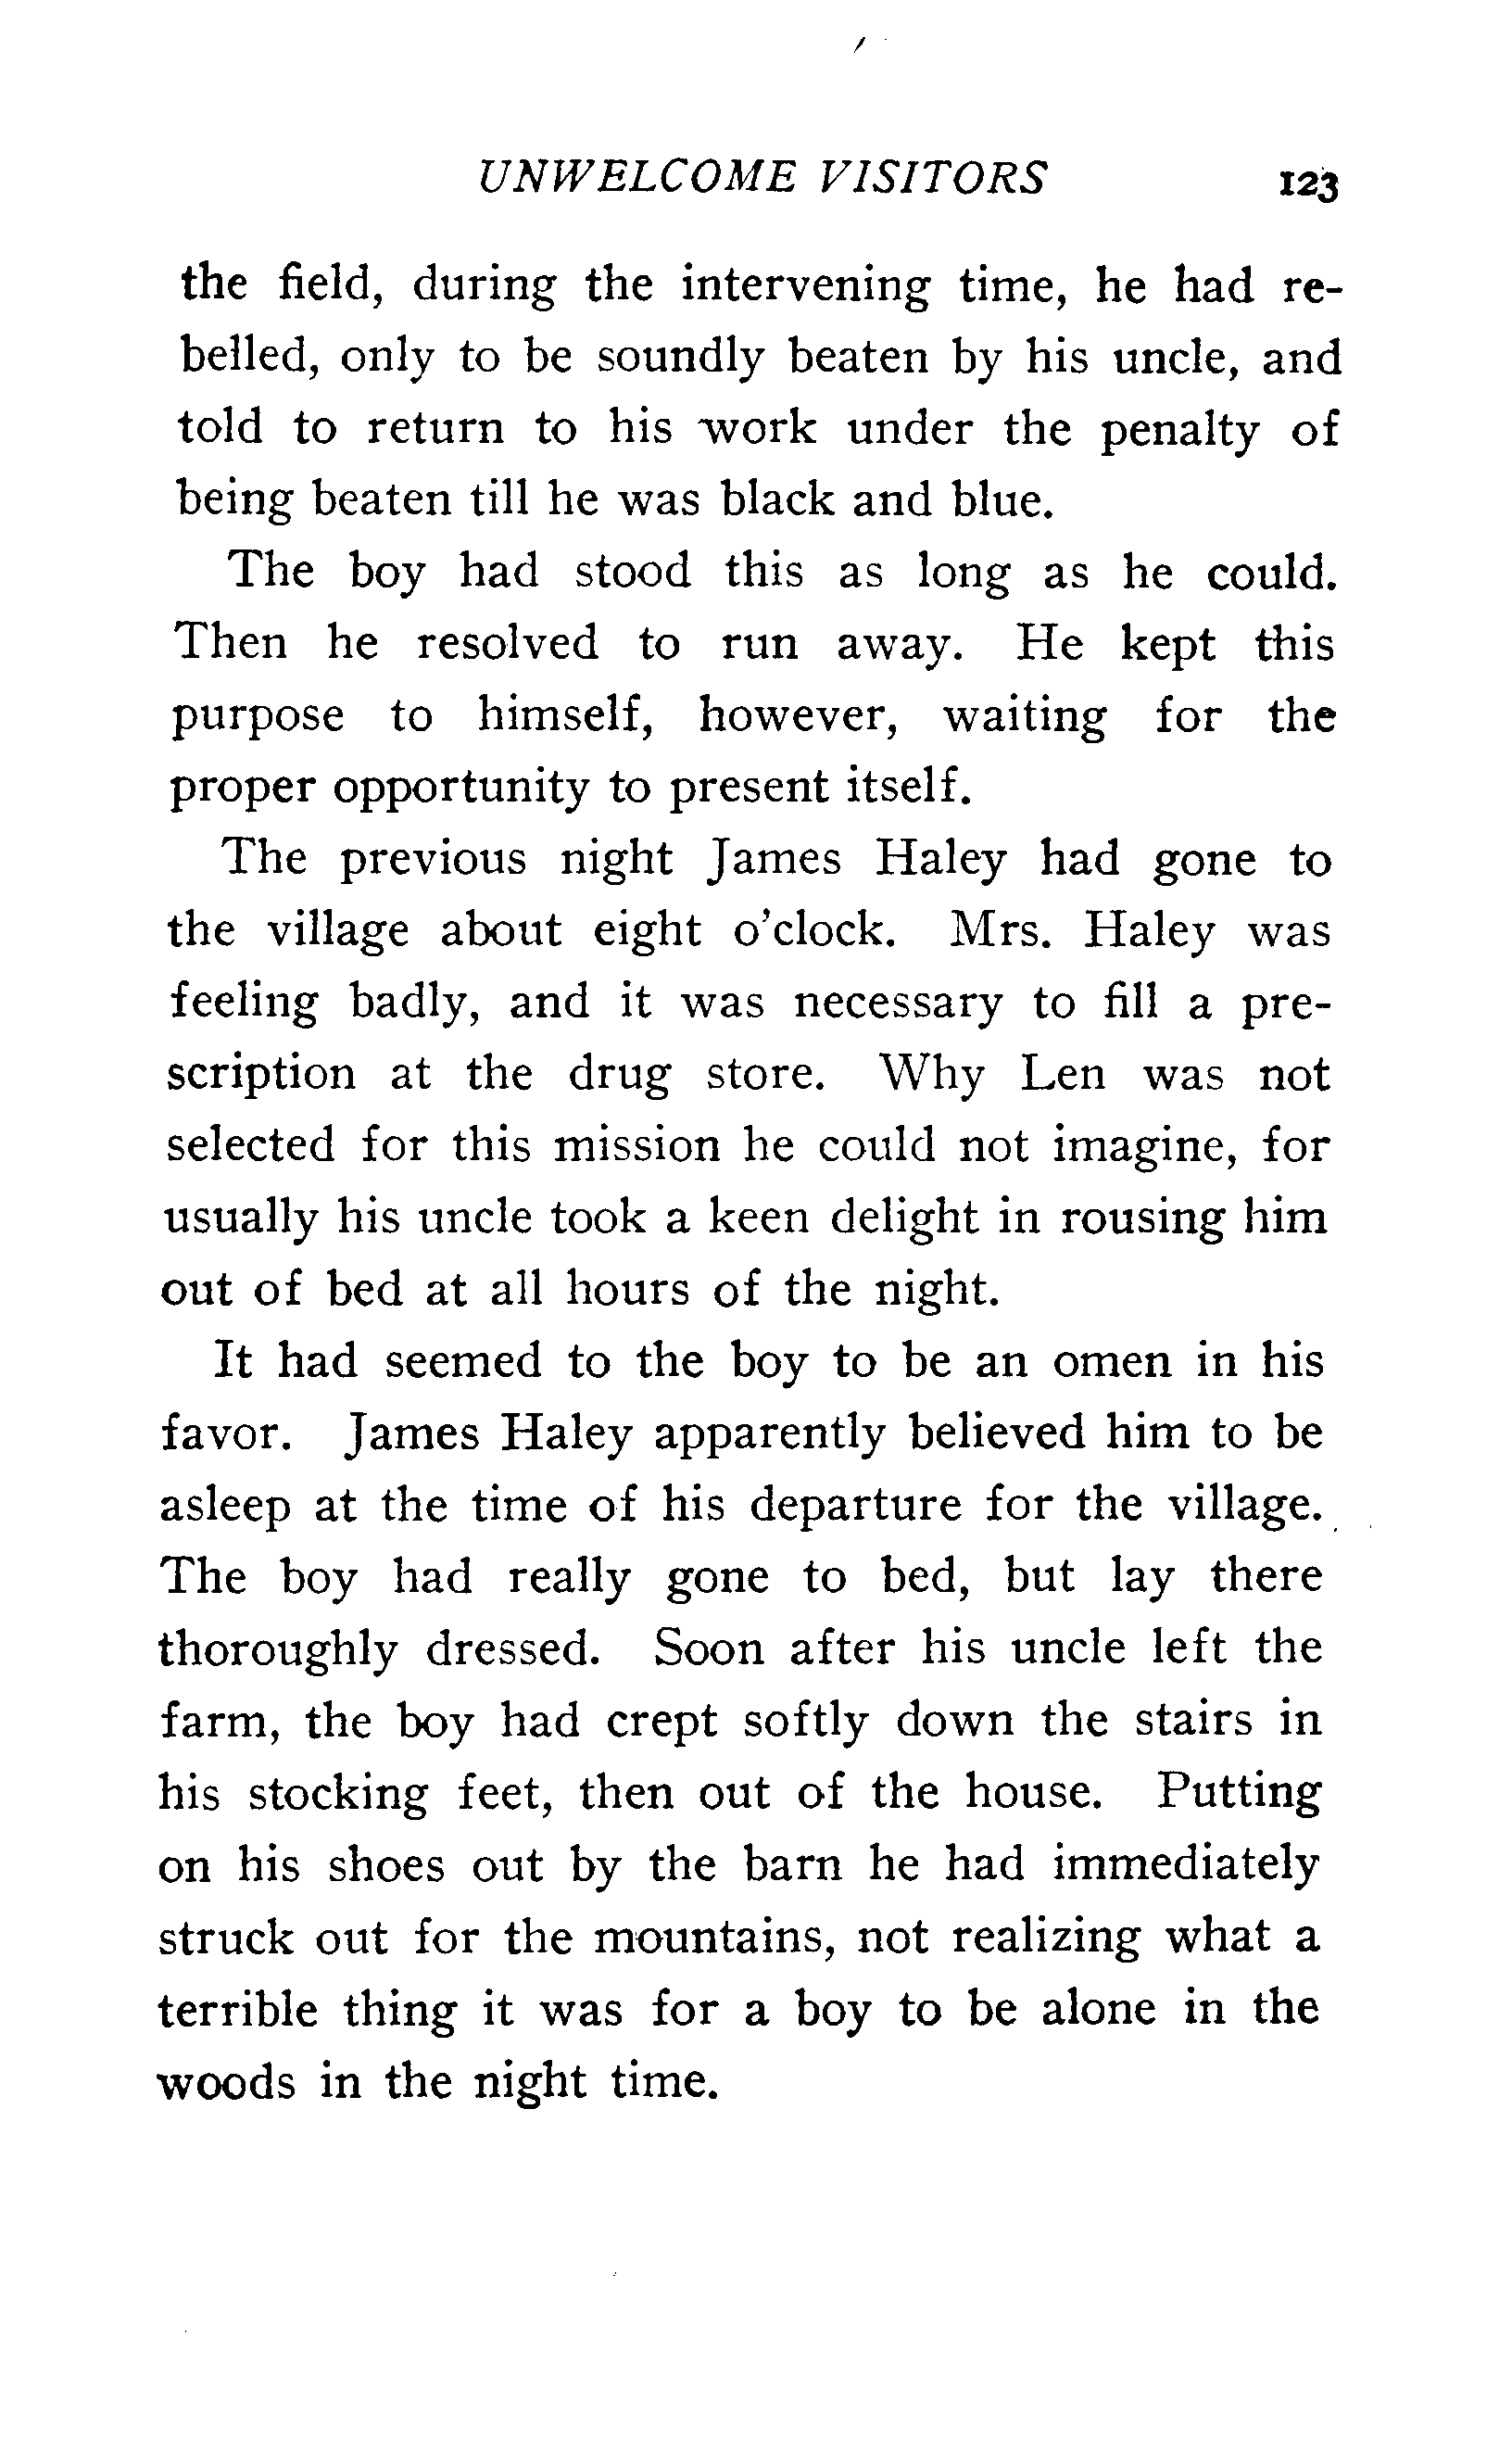 UNWELCOME VISITORS 123
the field, during the intervening time, he had re-
belled, only to be soundly beaten by his uncle, and
told to return to his work under the penalty of
being beaten till he was black and blue.
The boy had stood this as long as he could.
Then he resolved to run away. He kept this
purpose to himself, however, waiting for the
proper opportunity to present itself.
The previous night James Haley had gone to
the village about eight o'clock. Mrs. Haley was
feeling badly, and it was necessary to fill a pre-
scription at the drug store. Why Len was not
selected for this mission he could not imagine, for
usually his uncle took a keen delight in rousing him
out of bed at all hours of the night.
It had seemed to the boy to be an omen in his
favor. James Haley apparently believed him to be
asleep at the time of his departure for the village.
The boy had really gone to bed, but lay there
thoroughly dressed. Soon after his uncle left the
farm, the boy had crept softly down the stairs in
his stocking feet, then out of the house. Putting
on his shoes out by the barn he had immediately
struck out for the mountains, not realizing what a
terrible thing it was for a boy to be alone in the
woods in the night time.